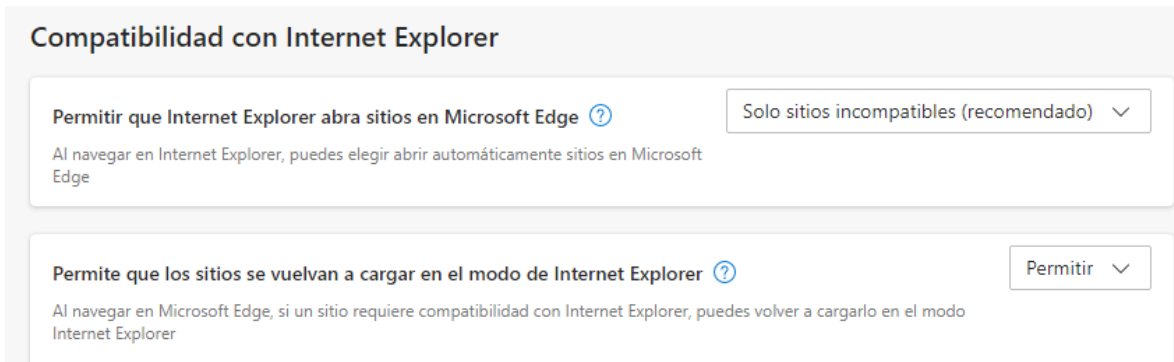 Compatibilidad con Internet Explorer
Permitir que Internet Explorer abra sitios en Microsoft Edge ?
Solo sitios incompatibles (recomendado)
Al navegar en Internet Explorer, puedes elegir abrir automáticamente sitios en Microsoft
Edge
Permite que los sitios se vuelvan a cargar en el modo de Internet Explorer ?
Permitir
Al navegar en Microsoft Edge, si un sitio requiere compatibilidad con Internet Explorer, puedes volver a cargarlo en el modo
Internet Explorer